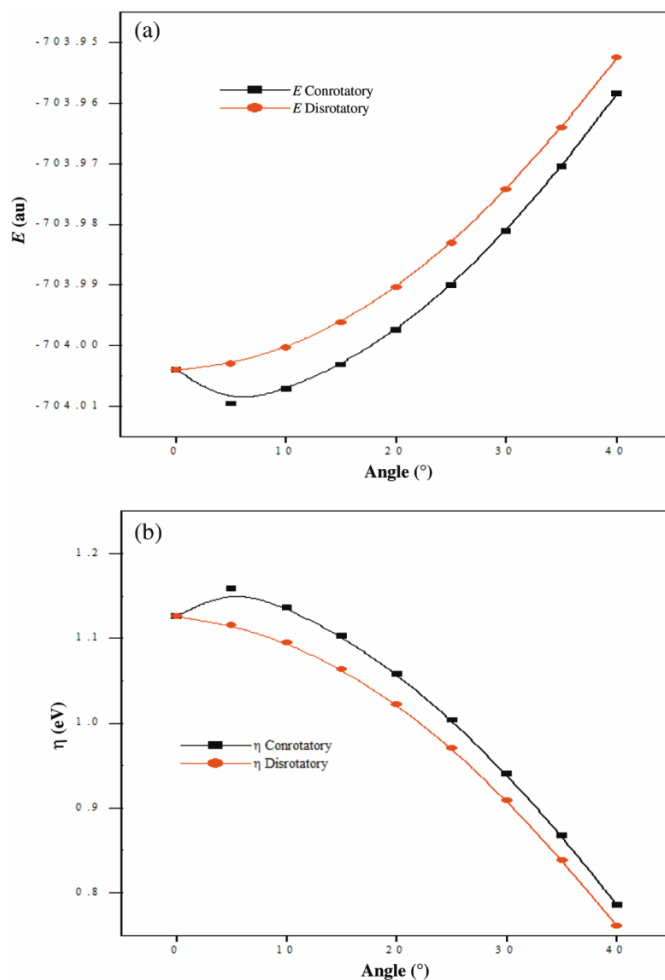 (a)
-703.95
-703.96
-703.97
-703.98
-703.99
-704.00
-704.01
E (au)
E Conrotatory
E Disrotatory
0 10 20 30 40
Angle (°)
(b)
1.2
1.1
1.0
0.9
0.8
η (eV)
η Conrotatory
η Disrotatory
0 10 20 30 40
Angle (°)